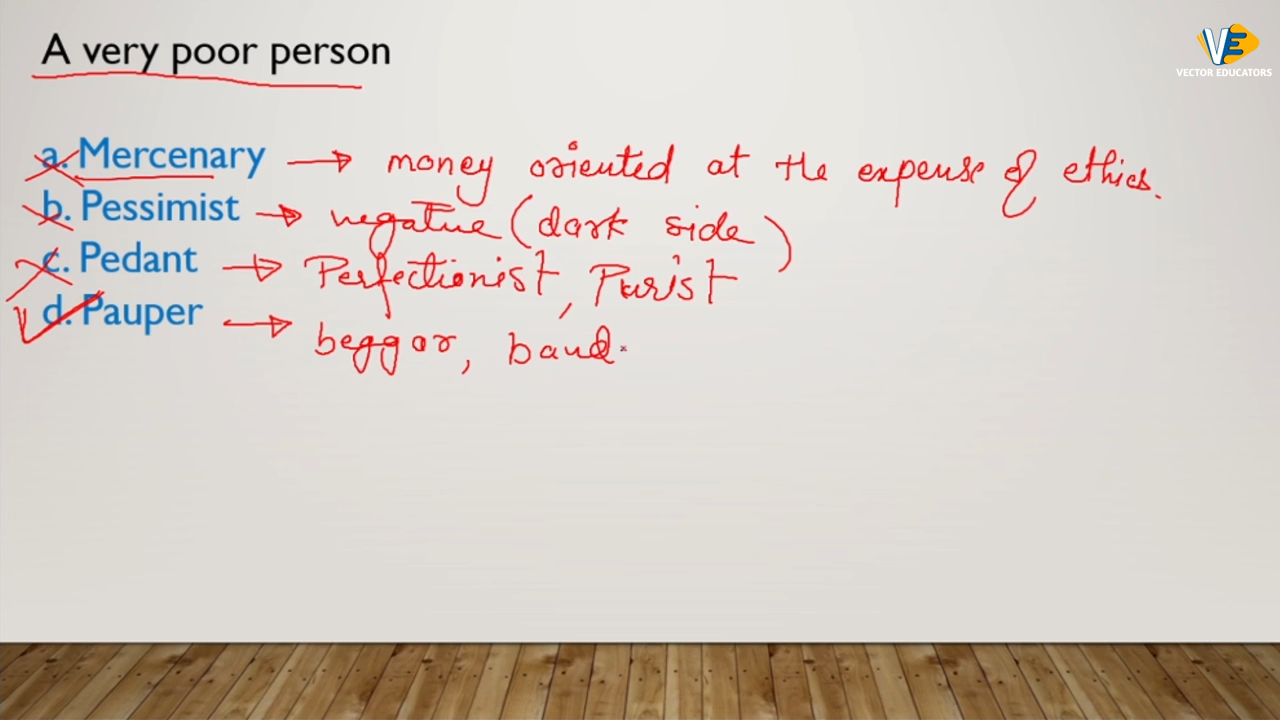 A very poor person
VECTOR EDUCATORS
a. Mercenary → money oriented at the expense of ethics.
b. Pessimist → negative (dark side)
c. Pedant → Perfectionist, Purist
d. Pauper → beggar,